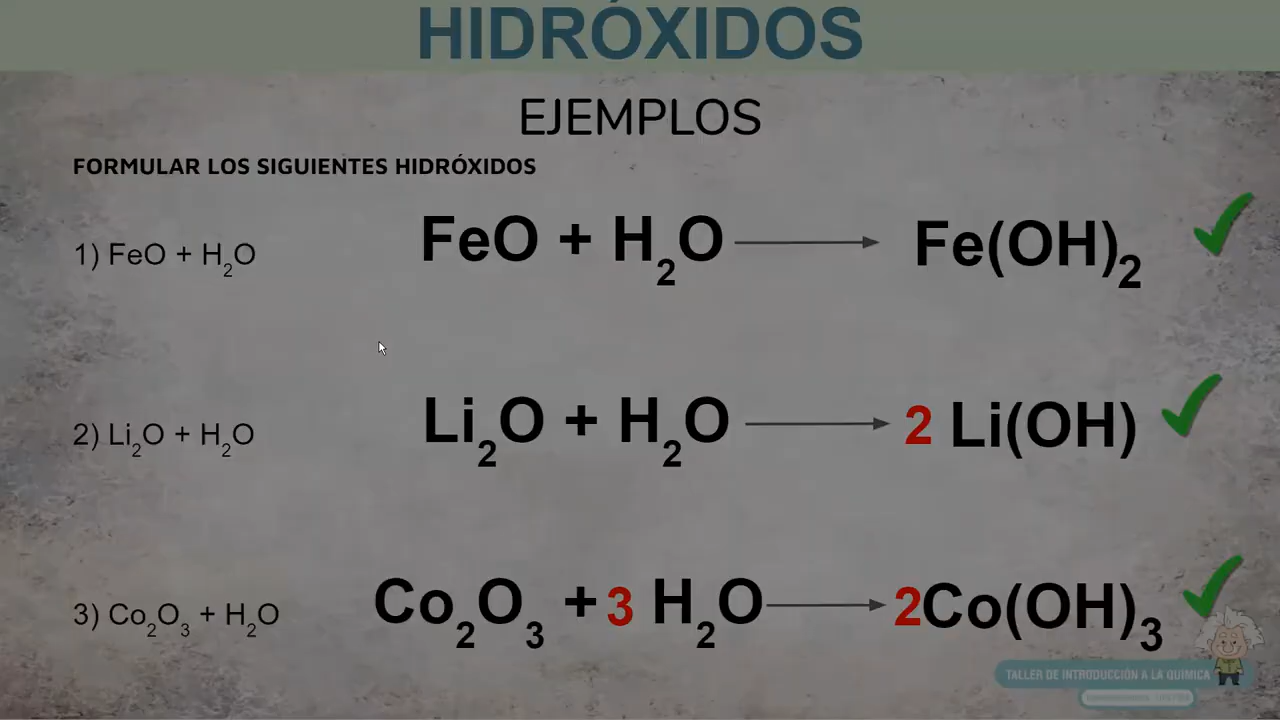 HIDRÓXIDOS
EJEMPLOS
FORMULAR LOS SIGUIENTES HIDRÓXIDOS
1) FeO + H₂O
FeO + H₂O → Fe(OH)₂
2) Li₂O + H₂O
Li₂O + H₂O → 2 Li(OH)
3) Co₂O₃ + H₂O
Co₂O₃ + 3 H₂O → 2Co(OH)₃
TALLER DE INTRODUCCIÓN A LA QUÍMICA